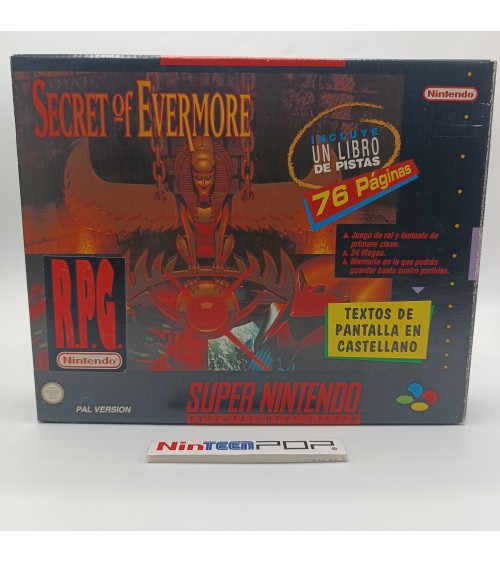 SECRET of EVERMORE
Nintendo
INCLUYE
UN LIBRO
DE PISTAS
76 Páginas
▲ Juego de rol y fantasía de
primera clase.
▲ 24 Megas.
▲ Memoria en la que podrás
guardar hasta cuatro partidas.
R.P.G.
Nintendo
TEXTOS DE
PANTALLA EN
CASTELLANO
PAL VERSION
SUPER NINTENDO
ENTERTAINMENT SYSTEM
NinTEENPOP